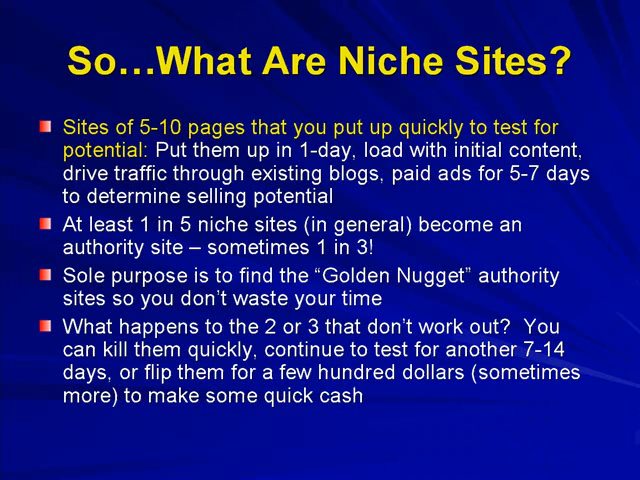 So…What Are Niche Sites?
Sites of 5-10 pages that you put up quickly to test for
potential: Put them up in 1-day, load with initial content,
drive traffic through existing blogs, paid ads for 5-7 days
to determine selling potential
At least 1 in 5 niche sites (in general) become an
authority site – sometimes 1 in 3!
Sole purpose is to find the “Golden Nugget” authority
sites so you don’t waste your time
What happens to the 2 or 3 that don’t work out?  You
can kill them quickly, continue to test for another 7-14
days, or flip them for a few hundred dollars (sometimes
more) to make some quick cash